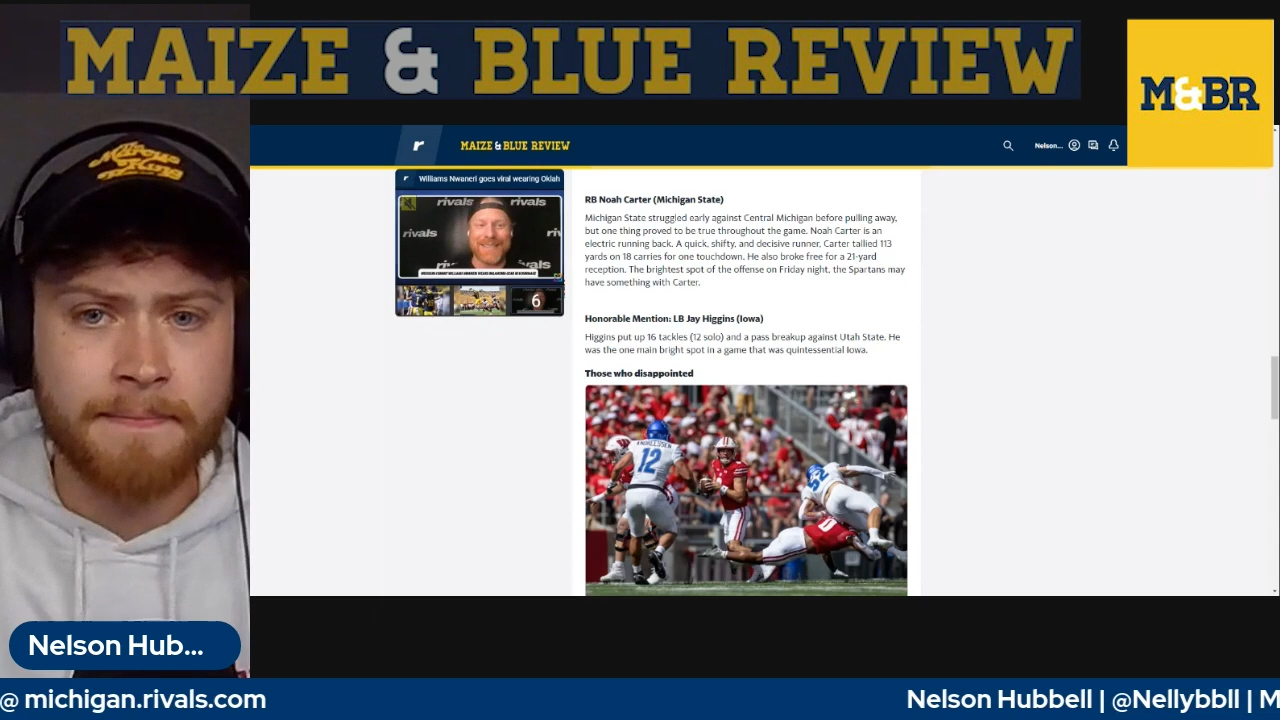 MAIZE & BLUE REVIEW
M&BR
r
MAIZE & BLUE REVIEW
Nelson...
r Williams Nwaneri goes viral wearing Oklah
rivals
rivals
rivals
6
RB Noah Carter (Michigan State)
Michigan State struggled early against Central Michigan before pulling away,
but one thing proved to be true throughout the game. Noah Carter is an
electric running back. A quick, shifty, and decisive runner, Carter tallied 113
yards on 18 carries for one touchdown. He also broke free for a 21-yard
reception. The brightest spot of the offense on Friday night, the Spartans may
have something with Carter.
Honorable Mention: LB Jay Higgins (Iowa)
Higgins put up 16 tackles (12 solo) and a pass breakup against Utah State. He
was the one main bright spot in a game that was quintessential Iowa.
Those who disappointed
12
0
Nelson Hub...
@ michigan.rivals.com
Nelson Hubbell | @Nellybbll | M